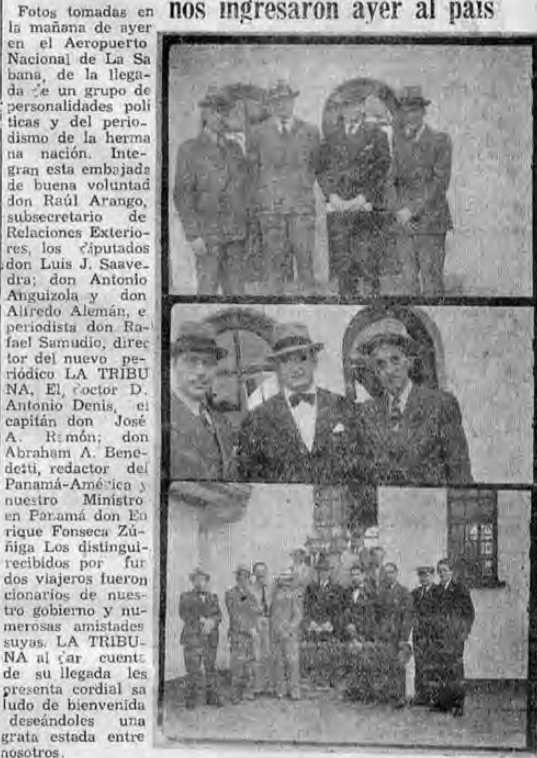 nos ingresaron ayer al país
Fotos tomadas en
la mañana de ayer
en el Aeropuerto
Nacional de La Sa
bana, de la llega-
da de un grupo de
personalidades polí
ticas y del perio-
dismo de la herma
na nación. Inte-
gran esta embajada
de buena voluntad
don Raúl Arango,
subsecretario de
Relaciones Exterio-
res, los diputados
don Luis J. Saave-
dra; don Antonio
Anguizola y don
Alfredo Alemán, e
periodista don Ra-
fael Samudio, direc
tor del nuevo pe-
riódico LA TRIBU
NA, El, doctor D.
Antonio Denis, el
capitán don José
A. Remón; don
Abraham A. Bene-
detti, redactor del
Panamá-América y
nuestro Ministro
en Panamá don En
rique Fonseca Zú-
ñiga Los distingui-
recibidos por fun
dos viajeros fueron
cionarios de nues-
tro gobierno y nu-
merosas amistades
suyas. LA TRIBU-
NA al dar cuenta
de su llegada les
presenta cordial sa
ludo de bienvenida
deseándoles una
grata estada entre
nosotros.